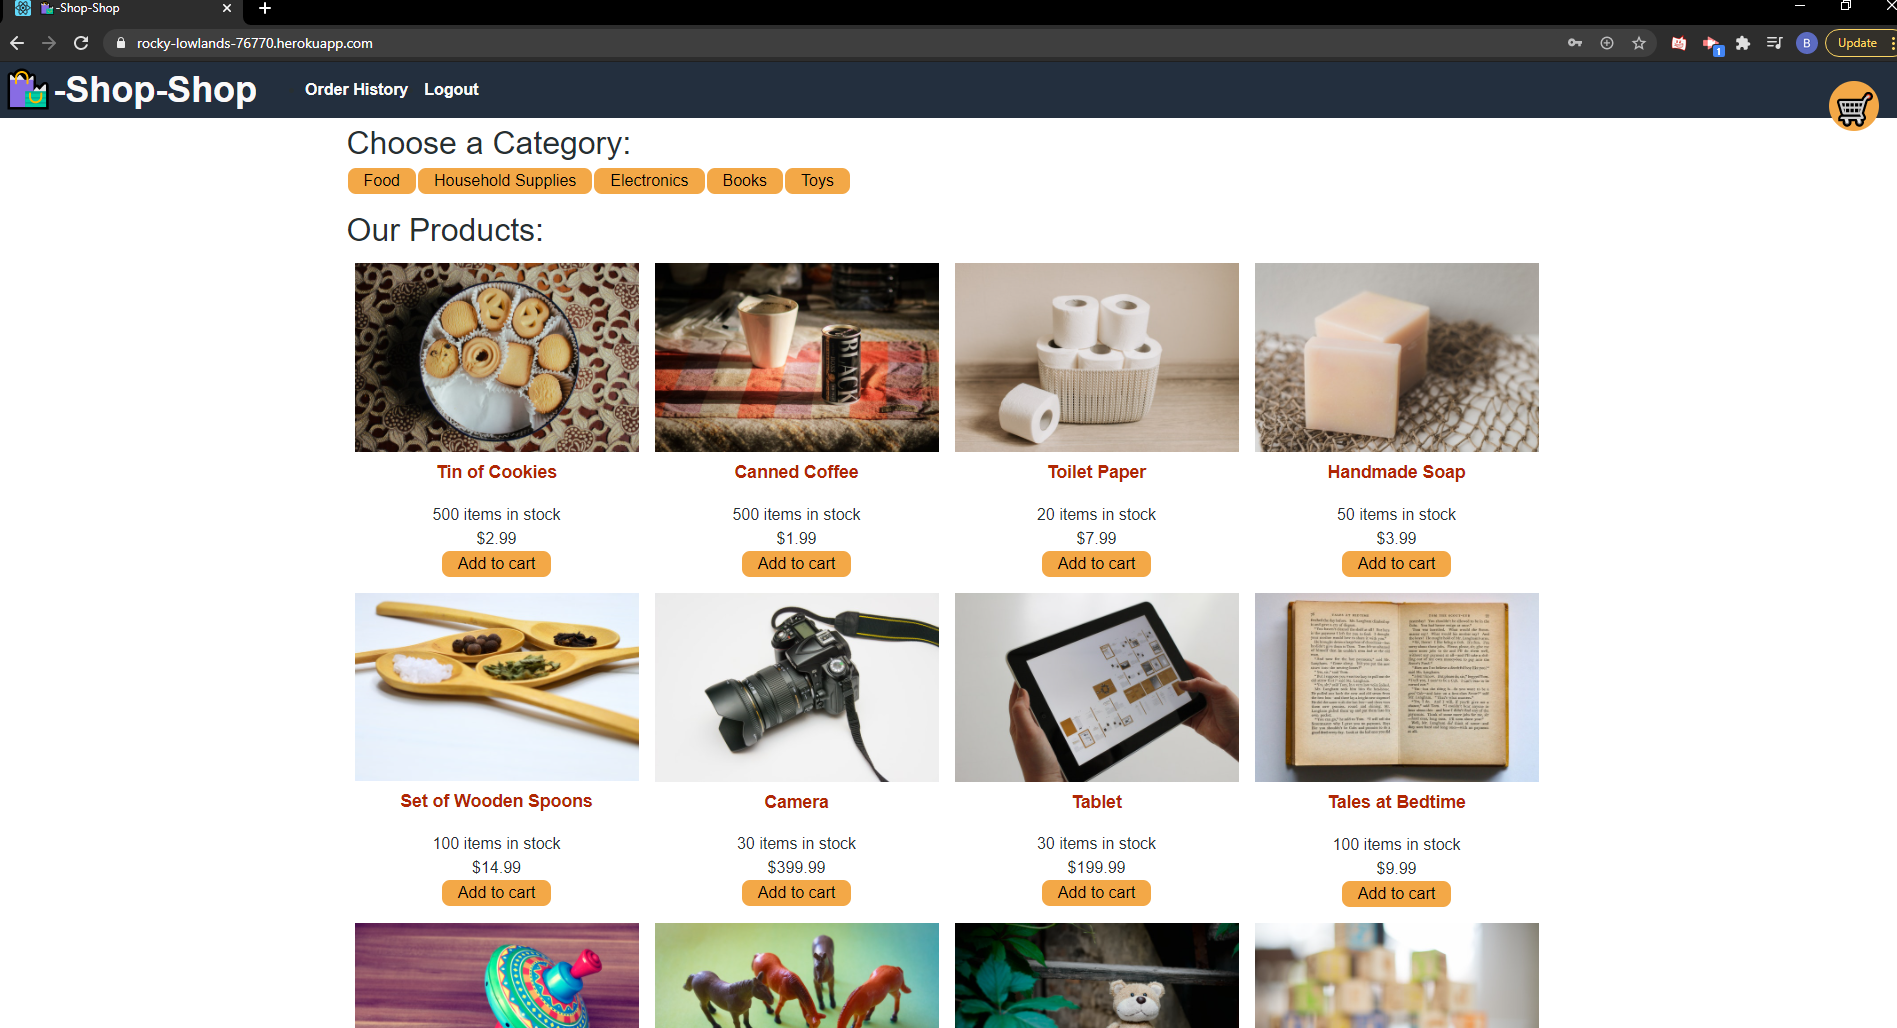 -Shop-Shop
rocky-lowlands-76770.herokuapp.com
1
B
Update
-Shop-Shop
Order History
Logout
Choose a Category:
Food
Household Supplies
Electronics
Books
Toys
Our Products:
BLACK
Tin of Cookies
500 items in stock
$2.99
Add to cart
Canned Coffee
500 items in stock
$1.99
Add to cart
Toilet Paper
20 items in stock
$7.99
Add to cart
Handmade Soap
50 items in stock
$3.99
Add to cart
Set of Wooden Spoons
100 items in stock
$14.99
Add to cart
Camera
30 items in stock
$399.99
Add to cart
Tablet
30 items in stock
$199.99
Add to cart
Tales at Bedtime
100 items in stock
$9.99
Add to cart